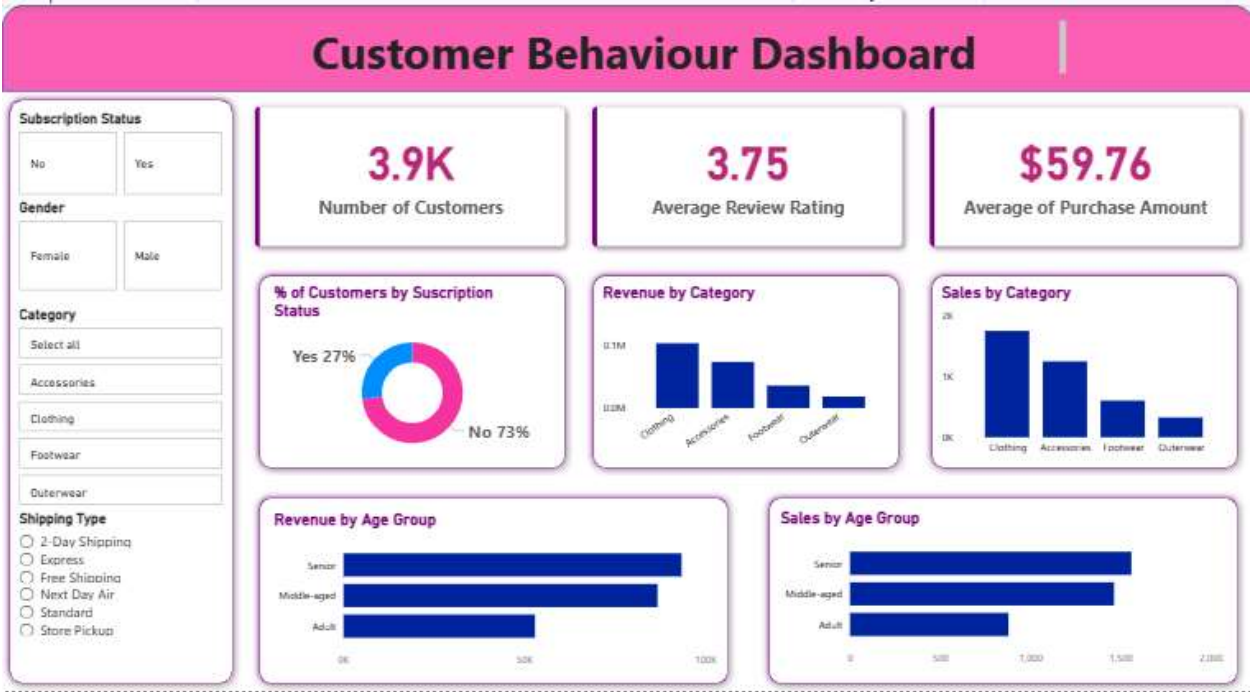 Customer Behaviour Dashboard
Subscription Status
No
Yes
Gender
Female
Male
Category
Select all
Accessories
Clothing
Footwear
Outerwear
Shipping Type
2-Day Shipping
Express
Free Shipping
Next Day Air
Standard
Store Pickup
3.9K
Number of Customers
3.75
Average Review Rating
$59.76
Average of Purchase Amount
% of Customers by Suscription
Status
Yes 27%
No 73%
Revenue by Category
0.1M
0.0M
Clothing
Accessories
Footwear
Outerwear
Sales by Category
2K
1K
0K
Clothing
Accessories
Footwear
Outerwear
Revenue by Age Group
Senior
Middle-aged
Adult
0K
50K
100K
Sales by Age Group
Senior
Middle-aged
Adult
0
500
1,000
1,500
2,000